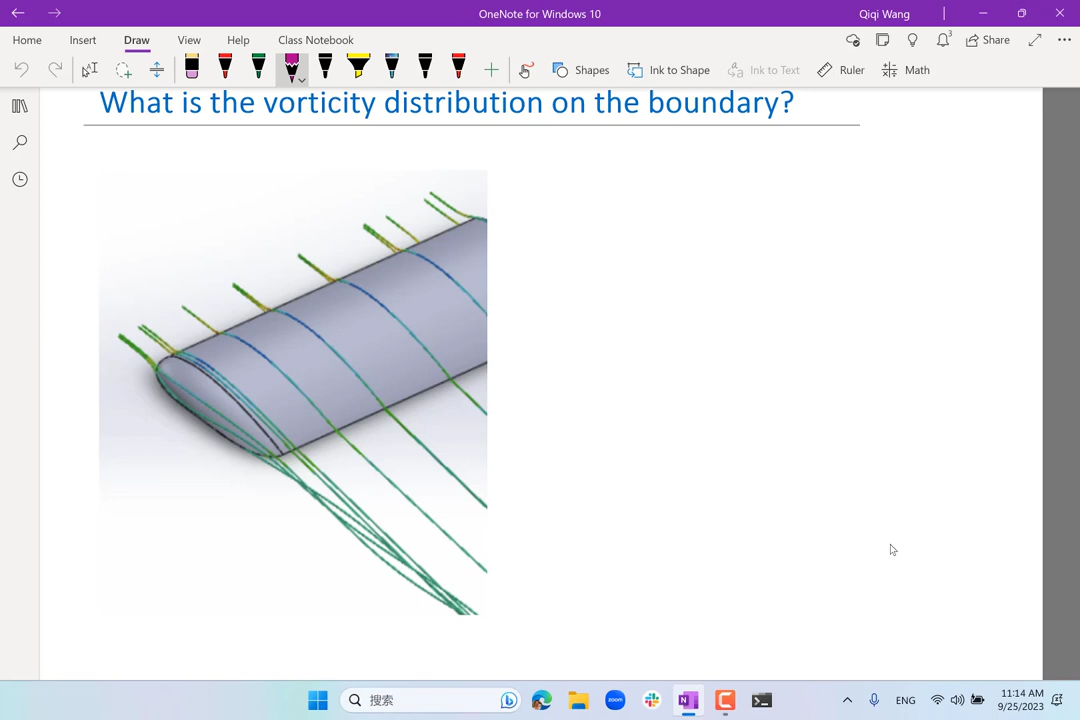 OneNote for Windows 10
Qiqi Wang
Home Insert Draw View Help Class Notebook
3 Share
Shapes Ink to Shape Ink to Text Ruler Math
What is the vorticity distribution on the boundary?
搜索
zoom
ENG
11:14 AM
9/25/2023